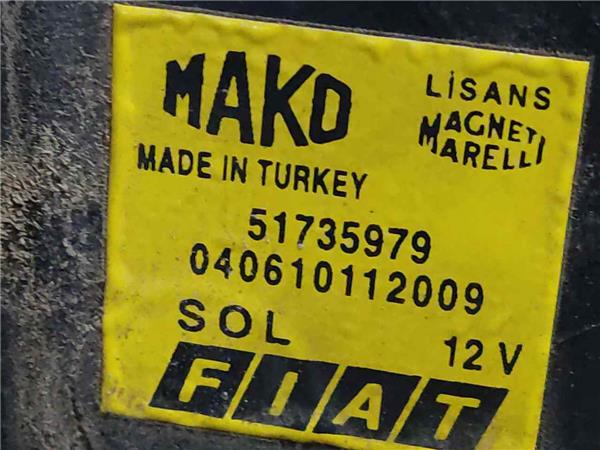 MAKO
LİSANS
MAGNETI
MARELLI
MADE IN TURKEY
51735979
040610112009
SOL
12 V
FIAT